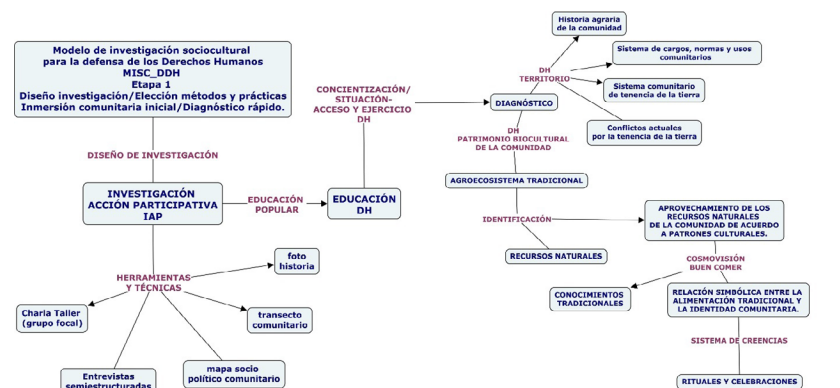 Modelo de investigación sociocultural
para la defensa de los Derechos Humanos
MISC_DDH
Etapa 1
Diseño investigación/Elección métodos y prácticas
Inmersión comunitaria inicial/Diagnóstico rápido.
DISEÑO DE INVESTIGACIÓN
INVESTIGACIÓN
ACCIÓN PARTICIPATIVA
IAP
EDUCACIÓN
POPULAR
EDUCACIÓN
DH
HERRAMIENTAS
Y TÉCNICAS
foto
historia
Charla Taller
(grupo focal)
transecto
comunitario
Entrevistas
semiestructuradas
mapa socio
político comunitario
CONCIENTIZACIÓN/
SITUACIÓN-
ACCESO Y EJERCICIO
DH
DIAGNÓSTICO
DH
TERRITORIO
Historia agraria
de la comunidad
Sistema de cargos, normas y usos
comunitarios
Sistema comunitario
de tenencia de la tierra
Conflictos actuales
por la tenencia de la tierra
DH
PATRIMONIO BIOCULTURAL
DE LA COMUNIDAD
AGROECOSISTEMA TRADICIONAL
IDENTIFICACIÓN
RECURSOS NATURALES
APROVECHAMIENTO DE LOS
RECURSOS NATURALES
DE LA COMUNIDAD DE ACUERDO
A PATRONES CULTURALES.
COSMOVISIÓN
BUEN COMER
CONOCIMIENTOS
TRADICIONALES
RELACIÓN SIMBÓLICA ENTRE LA
ALIMENTACIÓN TRADICIONAL Y
LA IDENTIDAD COMUNITARIA.
SISTEMA DE CREENCIAS
RITUALES Y CELEBRACIONES